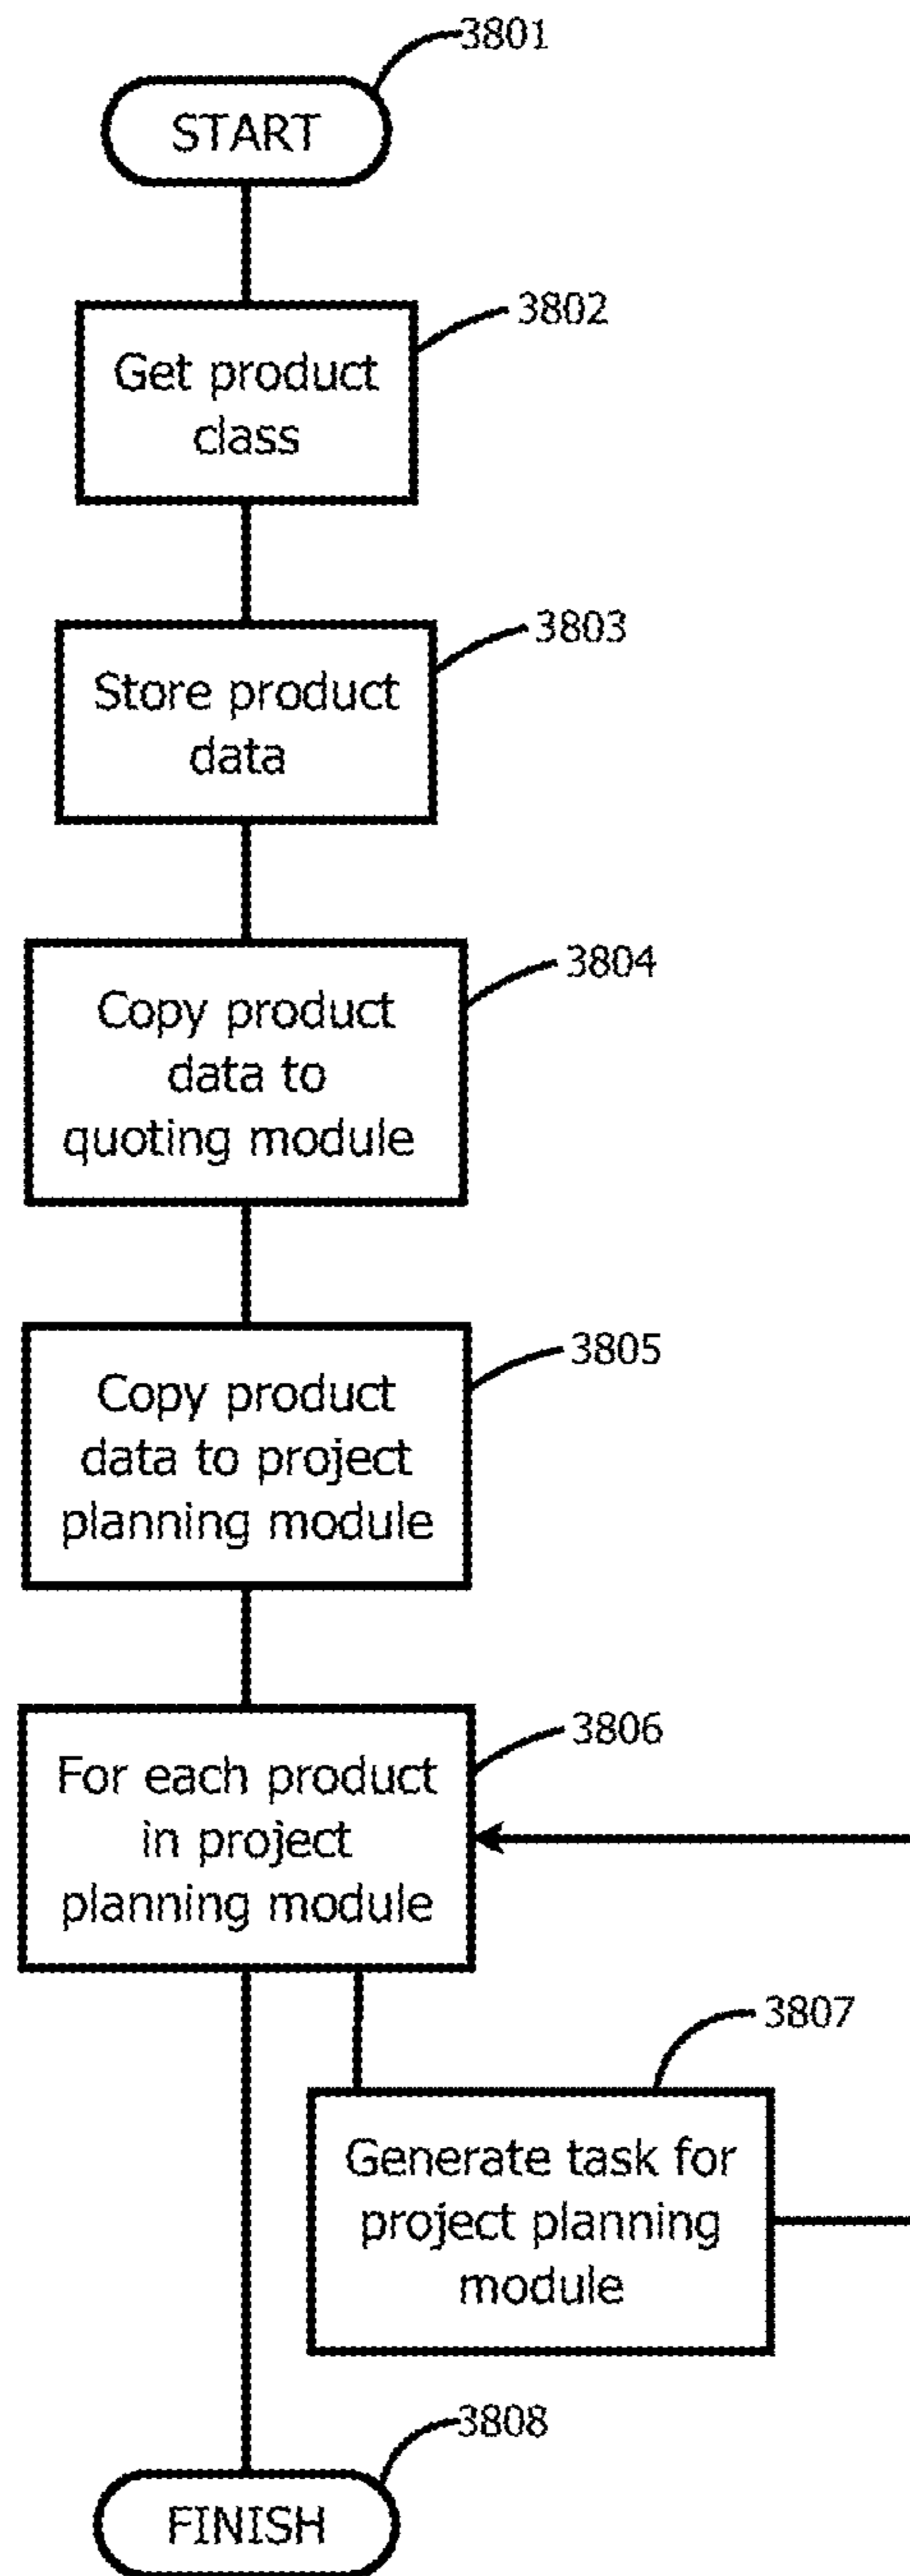 3801
START
3802
Get product
class
3803
Store product
data
3804
Copy product
data to
quoting module
3805
Copy product
data to project
planning module
3806
For each product
in project
planning module
3807
Generate task for
project planning
module
3808
FINISH